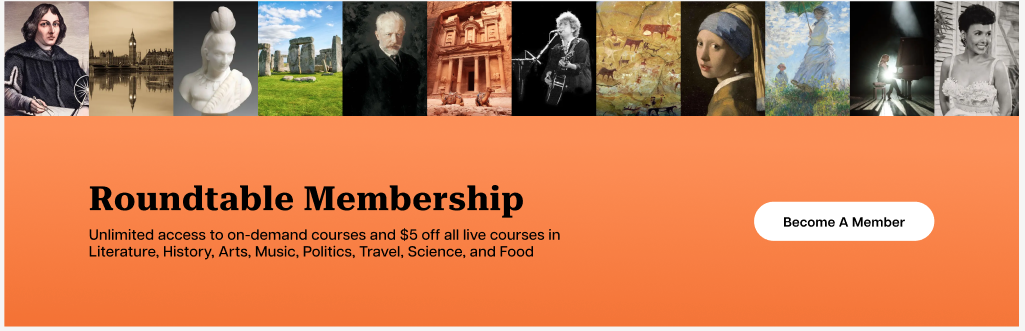 Roundtable Membership
Unlimited access to on-demand courses and $5 off all live courses in
Literature, History, Arts, Music, Politics, Travel, Science, and Food
Become A Member